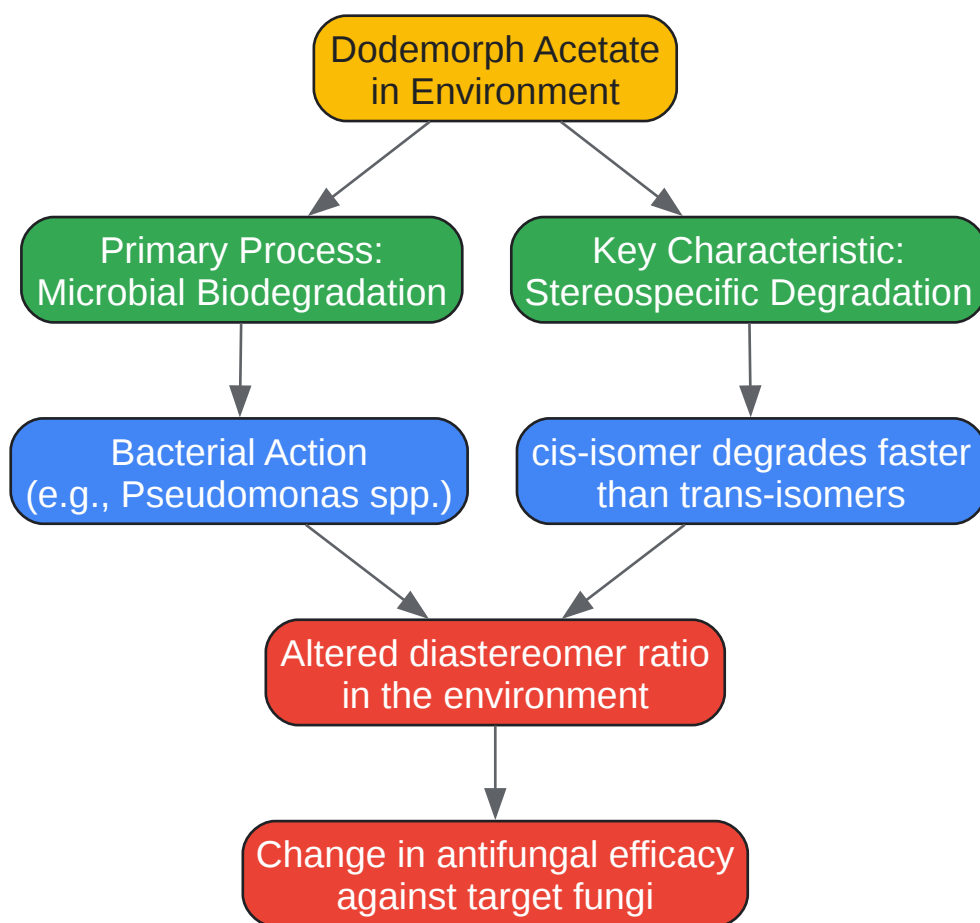 Dodemorph Acetate
in Environment
Primary Process:
Microbial Biodegradation
Key Characteristic:
Stereospecific Degradation
Bacterial Action
(e.g., Pseudomonas spp.)
cis-isomer degrades faster
than trans-isomers
Altered diastereomer ratio
in the environment
Change in antifungal efficacy
against target fungi